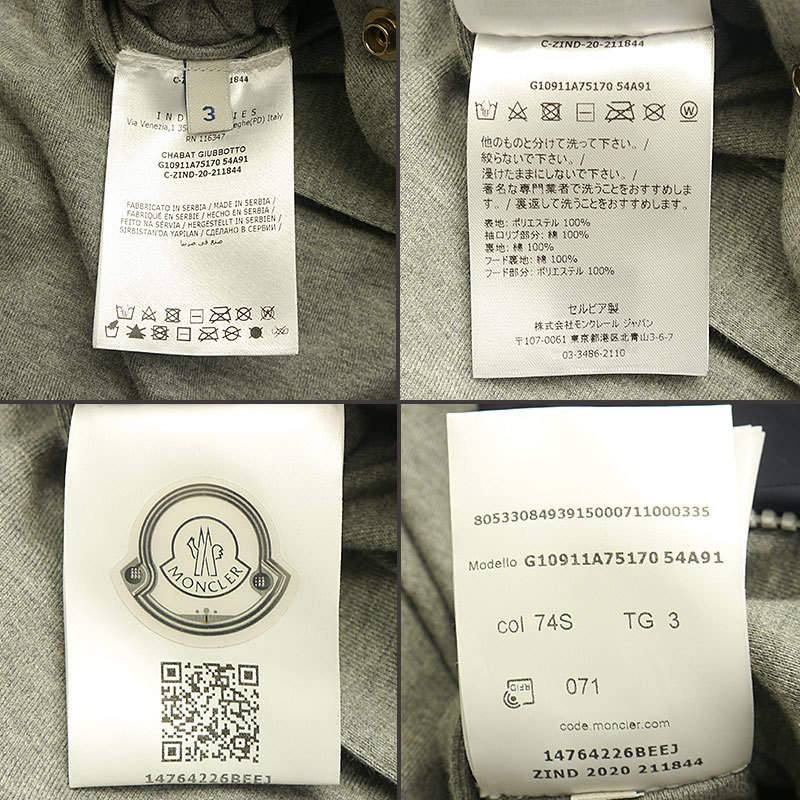 C-Z 211844
3
IND IES
Via Venezia,1 35 eghe(PD) Italy
RN 116347
CHABAT GIUBBOTTO
G10911A75170 54A91
C-ZIND-20-211844
FABBRICATO IN SERBIA / MADE IN SERBIA /
FABRIQUÉ EN SERBIE / HECHO EN SERBIA /
FEITO NA SÉRVIA / HERGESTELLT IN SERBIEN /
SIRBISTAN'DA YAPILAN / СДЕЛАНО В СЕРБИИ /
صنع في صربيا
C-ZIND-20-211844
G10911A75170 54A91
W
他のものと分けて洗って下さい。/
絞らないで下さい。/
浸けたままにしないで下さい。/
著名な専門業者で洗うことをおすすめしま
す。/ 裏返して洗うことをおすすめします。
表地: ポリエステル 100%
袖口リブ部分: 綿 100%
裏地: 綿 100%
フード裏地: 綿 100%
フード部分: ポリエステル 100%
セルビア製
株式会社モンクレール ジャパン
〒107-0061 東京都港区北青山3-6-7
03-3486-2110
MONCLER
14764226BEEJ
8053308493915000711000335
Modello G10911A75170 54A91
col 74S TG 3
RFID 071
code.moncler.com
14764226BEEJ
ZIND 2020 211844